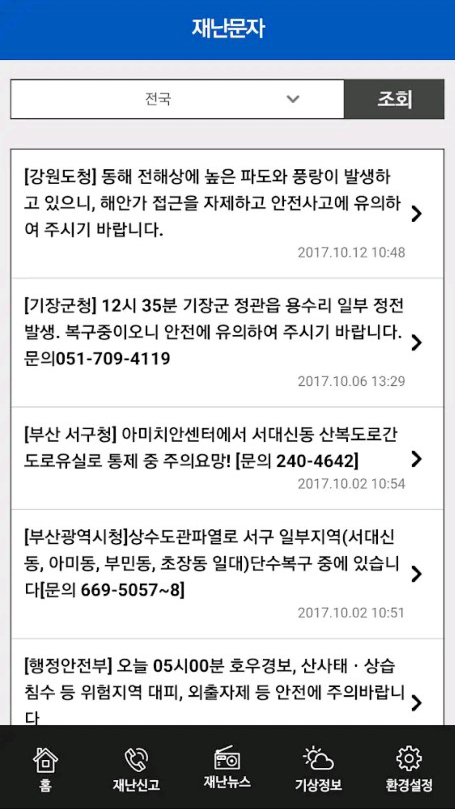 재난문자
전국
조회
[강원도청] 동해 전해상에 높은 파도와 풍랑이 발생하
고 있으니, 해안가 접근을 자제하고 안전사고에 유의하
여 주시기 바랍니다.
2017.10.12 10:48
[기장군청] 12시 35분 기장군 정관읍 용수리 일부 정전
발생. 복구중이오니 안전에 유의하여 주시기 바랍니다.
문의051-709-4119
2017.10.06 13:29
[부산 서구청] 아미치안센터에서 서대신동 산복도로간
도로유실로 통제 중 주의요망! [문의 240-4642]
2017.10.02 10:54
[부산광역시청]상수도관파열로 서구 일부지역(서대신
동, 아미동, 부민동, 초장동 일대)단수복구 중에 있습니
다[문의 669-5057~8]
2017.10.02 10:51
[행정안전부] 오늘 05시00분 호우경보, 산사태ㆍ상습
침수 등 위험지역 대피, 외출자제 등 안전에 주의바랍니
다
홈
재난신고
재난뉴스
기상정보
환경설정